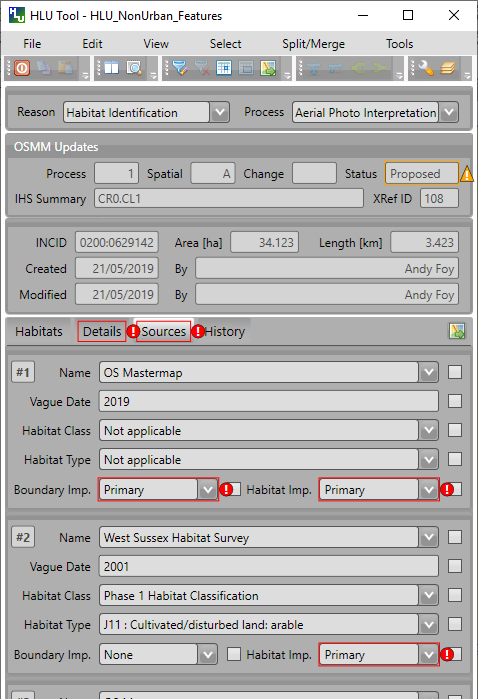 HLU HLU Tool - HLU_NonUrban_Features
File Edit View Select Split/Merge Tools
Reason Habitat Identification Process Aerial Photo Interpretation
OSMM Updates
Process 1 Spatial A Change Status Proposed
IHS Summary CR0.CL1 XRef ID 108
INCID 0200:0629142 Area [ha] 34.123 Length [km] 3.423
Created 21/05/2019 By Andy Foy
Modified 21/05/2019 By Andy Foy
Habitats Details Sources History
#1 Name OS Mastermap
Vague Date 2019
Habitat Class Not applicable
Habitat Type Not applicable
Boundary Imp. Primary Habitat Imp. Primary
#2 Name West Sussex Habitat Survey
Vague Date 2001
Habitat Class Phase 1 Habitat Classification
Habitat Type J11 : Cultivated/disturbed land: arable
Boundary Imp. None Habitat Imp. Primary